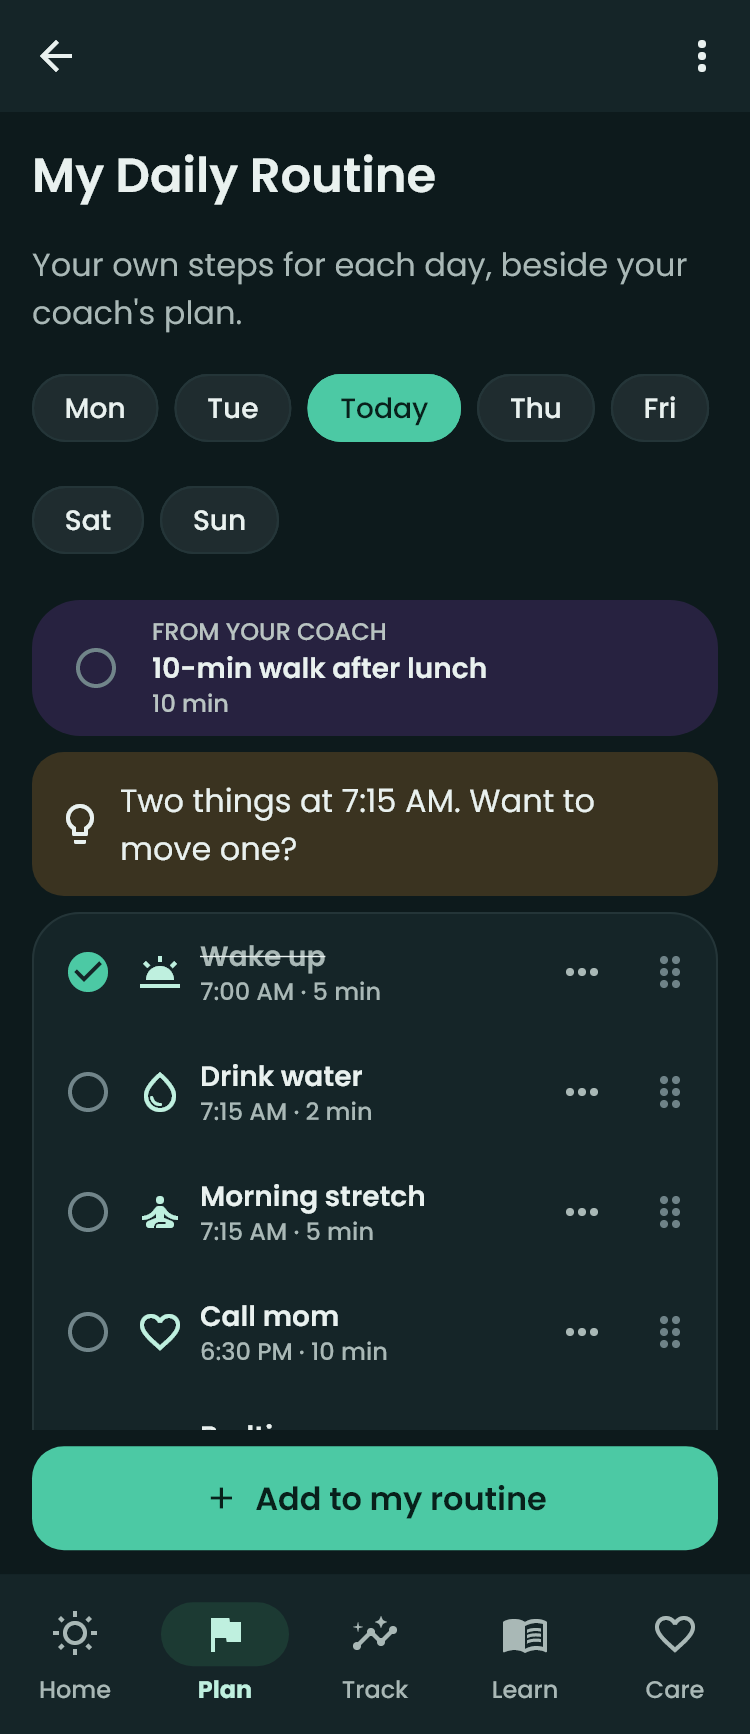 My Daily Routine
Your own steps for each day, beside your
coach's plan.
Mon Tue Today Thu Fri
Sat Sun
FROM YOUR COACH
10-min walk after lunch
10 min
Two things at 7:15 AM. Want to
move one?
Wake up
7:00 AM · 5 min
Drink water
7:15 AM · 2 min
Morning stretch
7:15 AM · 5 min
Call mom
6:30 PM · 10 min
+ Add to my routine
Home Plan Track Learn Care